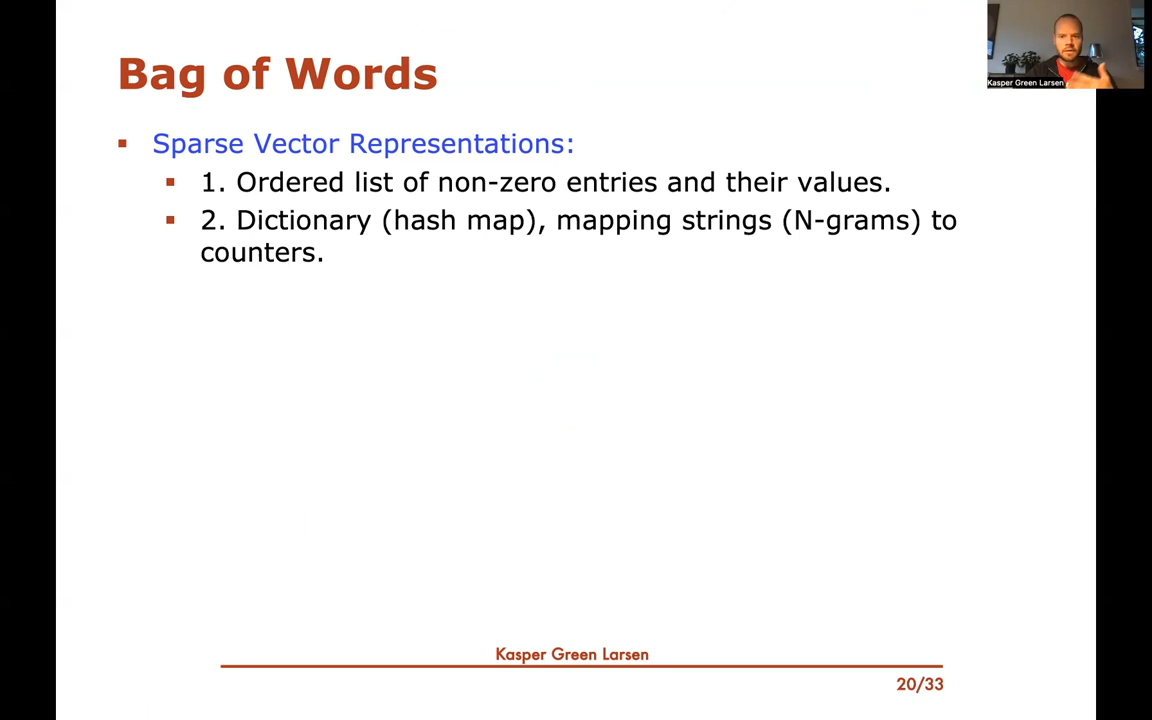 Bag of Words
Kasper Green Larsen
▪ Sparse Vector Representations:
▪ 1. Ordered list of non-zero entries and their values.
▪ 2. Dictionary (hash map), mapping strings (N-grams) to
counters.
Kasper Green Larsen
20/33